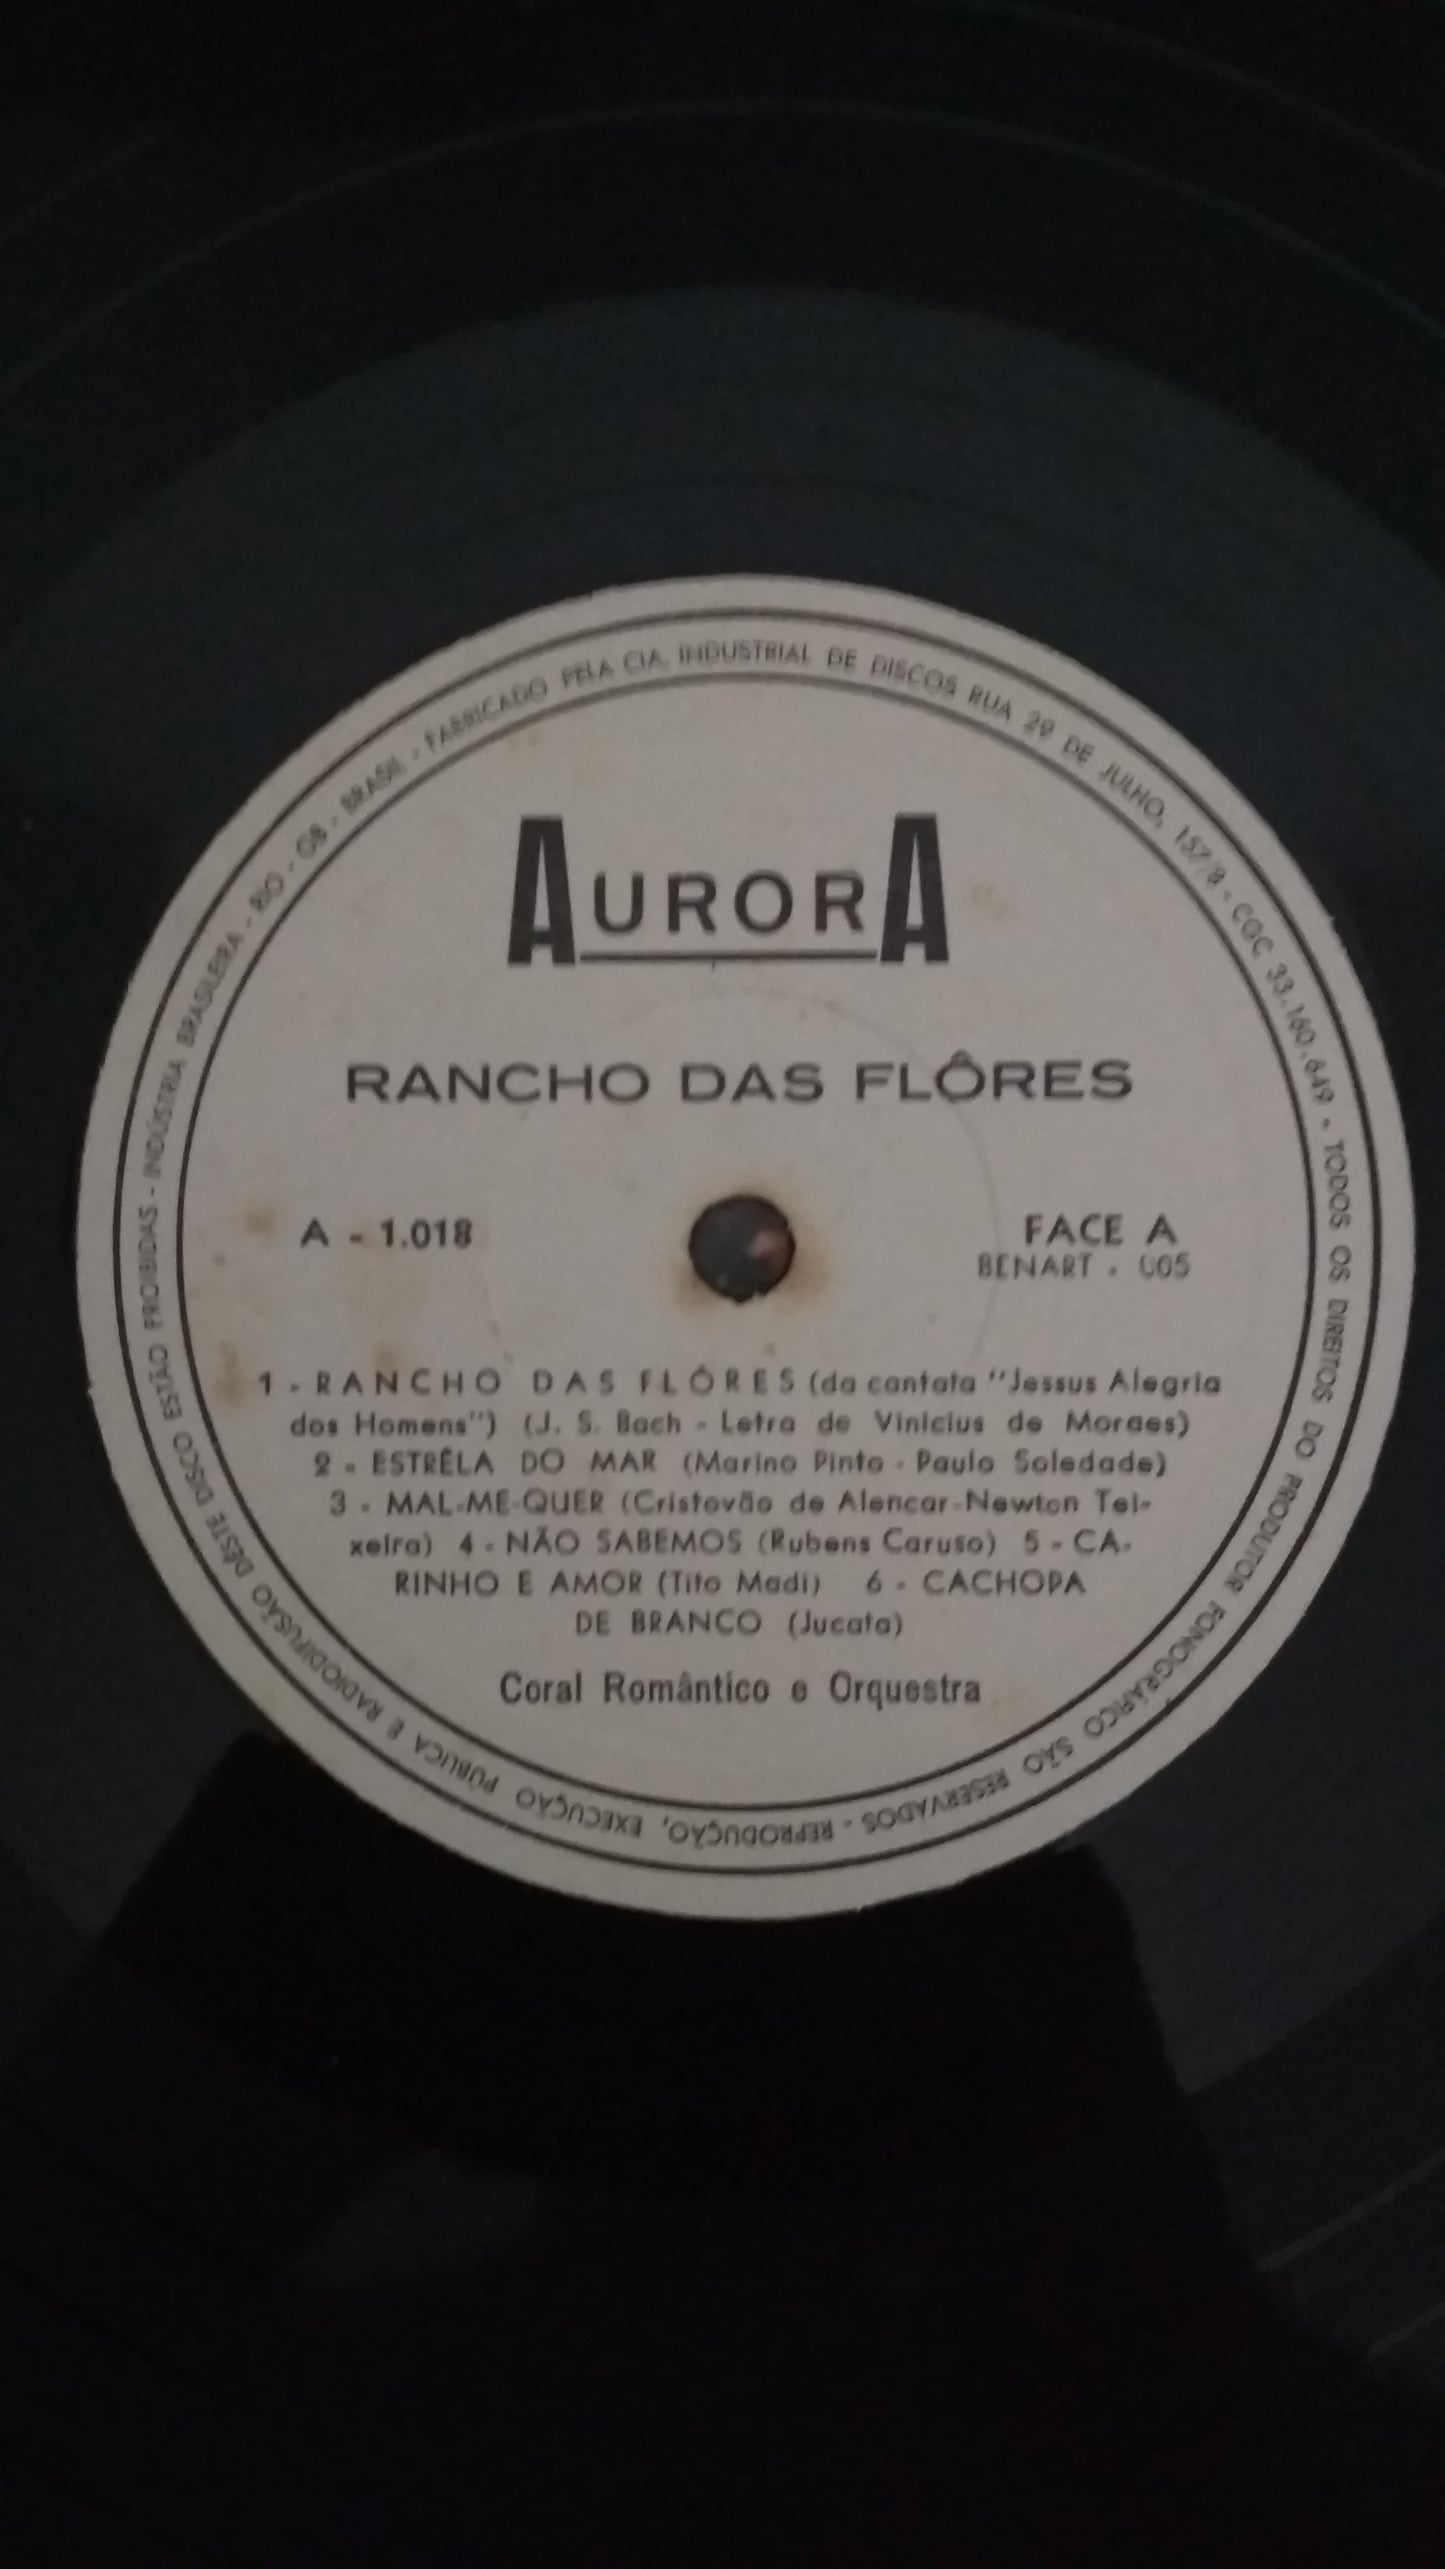 FABRICADO PELA CIA. INDUSTRIAL DE DISCOS RUA 29 DE JULHO, 157/8 - CGC 33.160.649 - TODOS OS DIREITOS DO PRODUTOR FONOGRÁFICO SÃO RESERVADOS - REPRODUÇÃO, EXECUÇÃO PÚBLICA E RADIODIFUSÃO DÊSTE DISCO ESTÃO PROIBIDAS - INDÚSTRIA BRASILEIRA - RIO - GB - BRASIL -
AURORA
RANCHO DAS FLÔRES
A - 1.018
FACE A
BENART - 005
1 - RANCHO DAS FLÔRES (da cantata "Jessus Alegria
dos Homens") (J. S. Bach - Letra de Vinicius de Moraes)
2 - ESTRÊLA DO MAR (Marino Pinto - Paulo Soledade)
3 - MAL-ME-QUER (Cristovão de Alencar-Newton Tei-
xeira) 4 - NÃO SABEMOS (Rubens Caruso) 5 - CA-
RINHO E AMOR (Tito Madi) 6 - CACHOPA
DE BRANCO (Jucata)
Coral Romântico e Orquestra